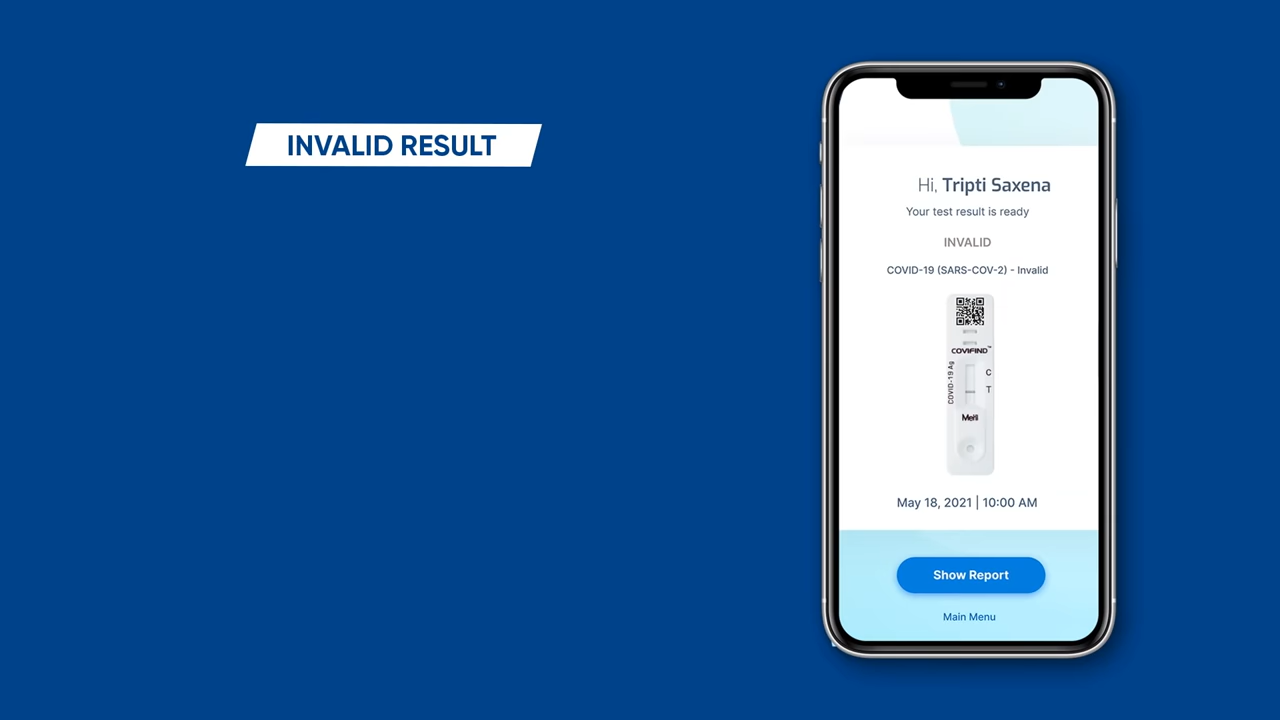 INVALID RESULT
Hi, Tripti Saxena
Your test result is ready
INVALID
COVID-19 (SARS-COV-2) - Invalid
COVIFIND™
COVID-19 Ag
C
T
Meril
May 18, 2021 | 10:00 AM
Show Report
Main Menu